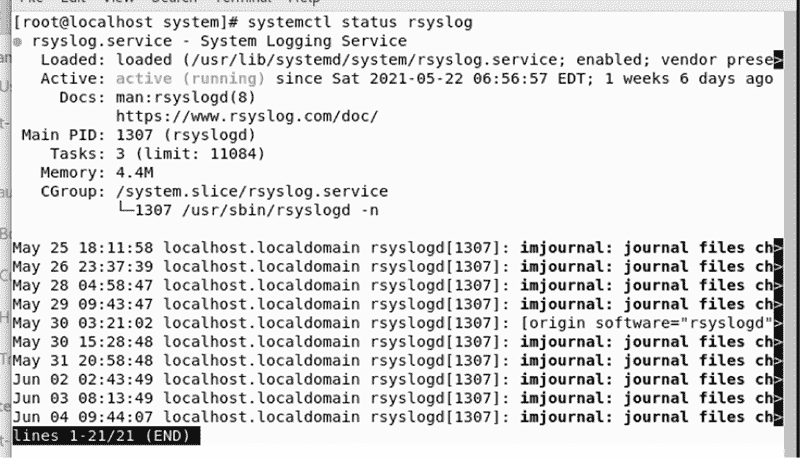 [root@localhost system]# systemctl status rsyslog
● rsyslog.service - System Logging Service
   Loaded: loaded (/usr/lib/systemd/system/rsyslog.service; enabled; vendor prese>
   Active: active (running) since Sat 2021-05-22 06:56:57 EDT; 1 weeks 6 days ago
     Docs: man:rsyslogd(8)
           https://www.rsyslog.com/doc/
 Main PID: 1307 (rsyslogd)
    Tasks: 3 (limit: 11084)
   Memory: 4.4M
   CGroup: /system.slice/rsyslog.service
           └─1307 /usr/sbin/rsyslogd -n
May 25 18:11:58 localhost.localdomain rsyslogd[1307]: imjournal: journal files ch>
May 26 23:37:39 localhost.localdomain rsyslogd[1307]: imjournal: journal files ch>
May 28 04:58:47 localhost.localdomain rsyslogd[1307]: imjournal: journal files ch>
May 29 09:43:47 localhost.localdomain rsyslogd[1307]: imjournal: journal files ch>
May 30 03:21:02 localhost.localdomain rsyslogd[1307]: [origin software="rsyslogd">
May 30 15:28:48 localhost.localdomain rsyslogd[1307]: imjournal: journal files ch>
May 31 20:58:48 localhost.localdomain rsyslogd[1307]: imjournal: journal files ch>
Jun 02 02:43:49 localhost.localdomain rsyslogd[1307]: imjournal: journal files ch>
Jun 03 08:13:49 localhost.localdomain rsyslogd[1307]: imjournal: journal files ch>
Jun 04 09:44:07 localhost.localdomain rsyslogd[1307]: imjournal: journal files ch>
lines 1-21/21 (END)